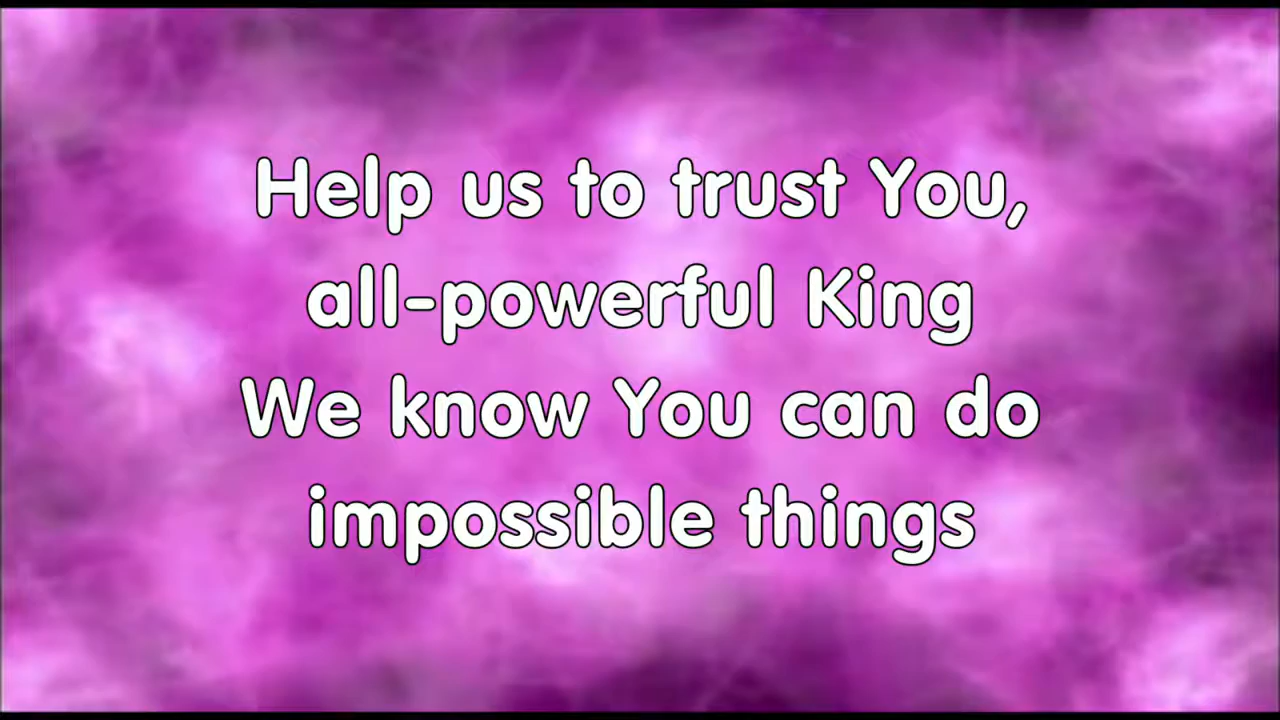 Help us to trust You,
all-powerful King
We know You can do
impossible things